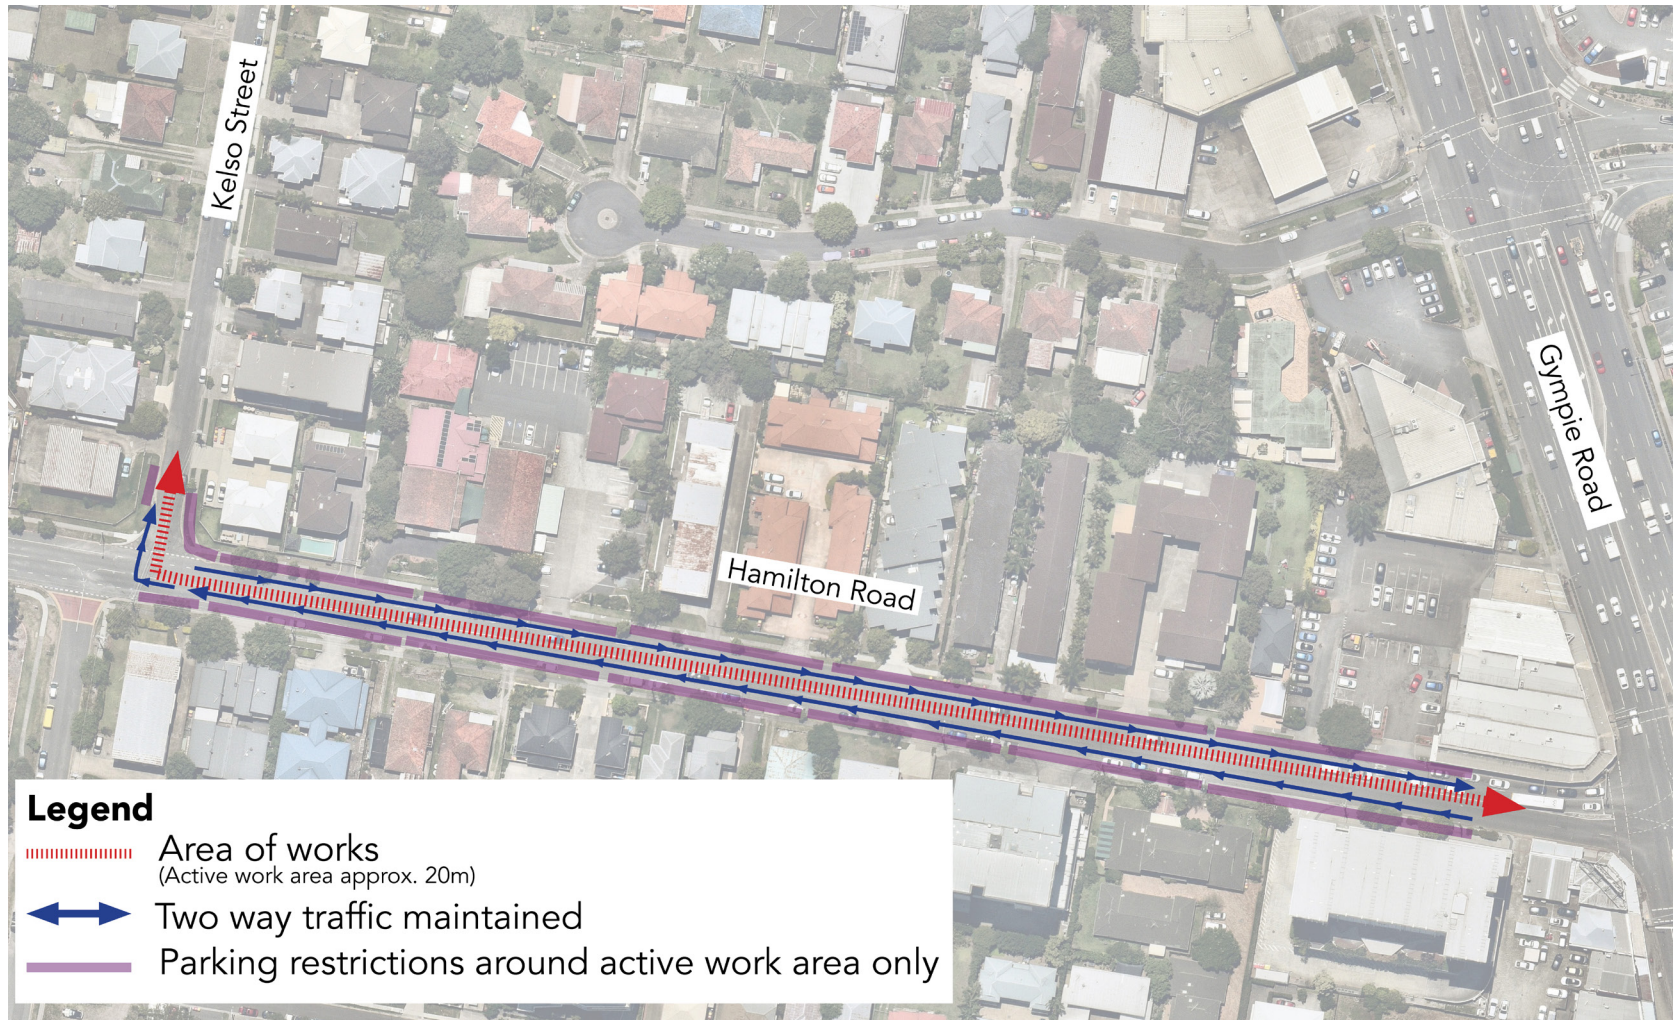 Kelso Street
Gympie Road
Hamilton Road
Legend
Area of works
(Active work area approx. 20m)
Two way traffic maintained
Parking restrictions around active work area only